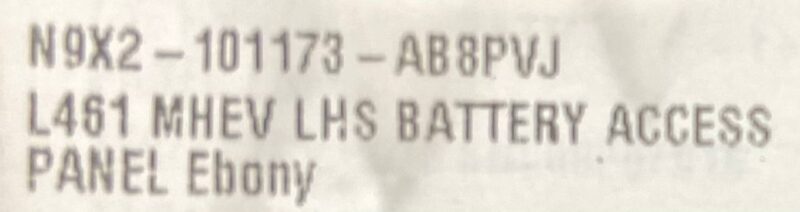 N9X2-101173-AB8PVJ
L461 MHEV LHS BATTERY ACCESS
PANEL Ebony